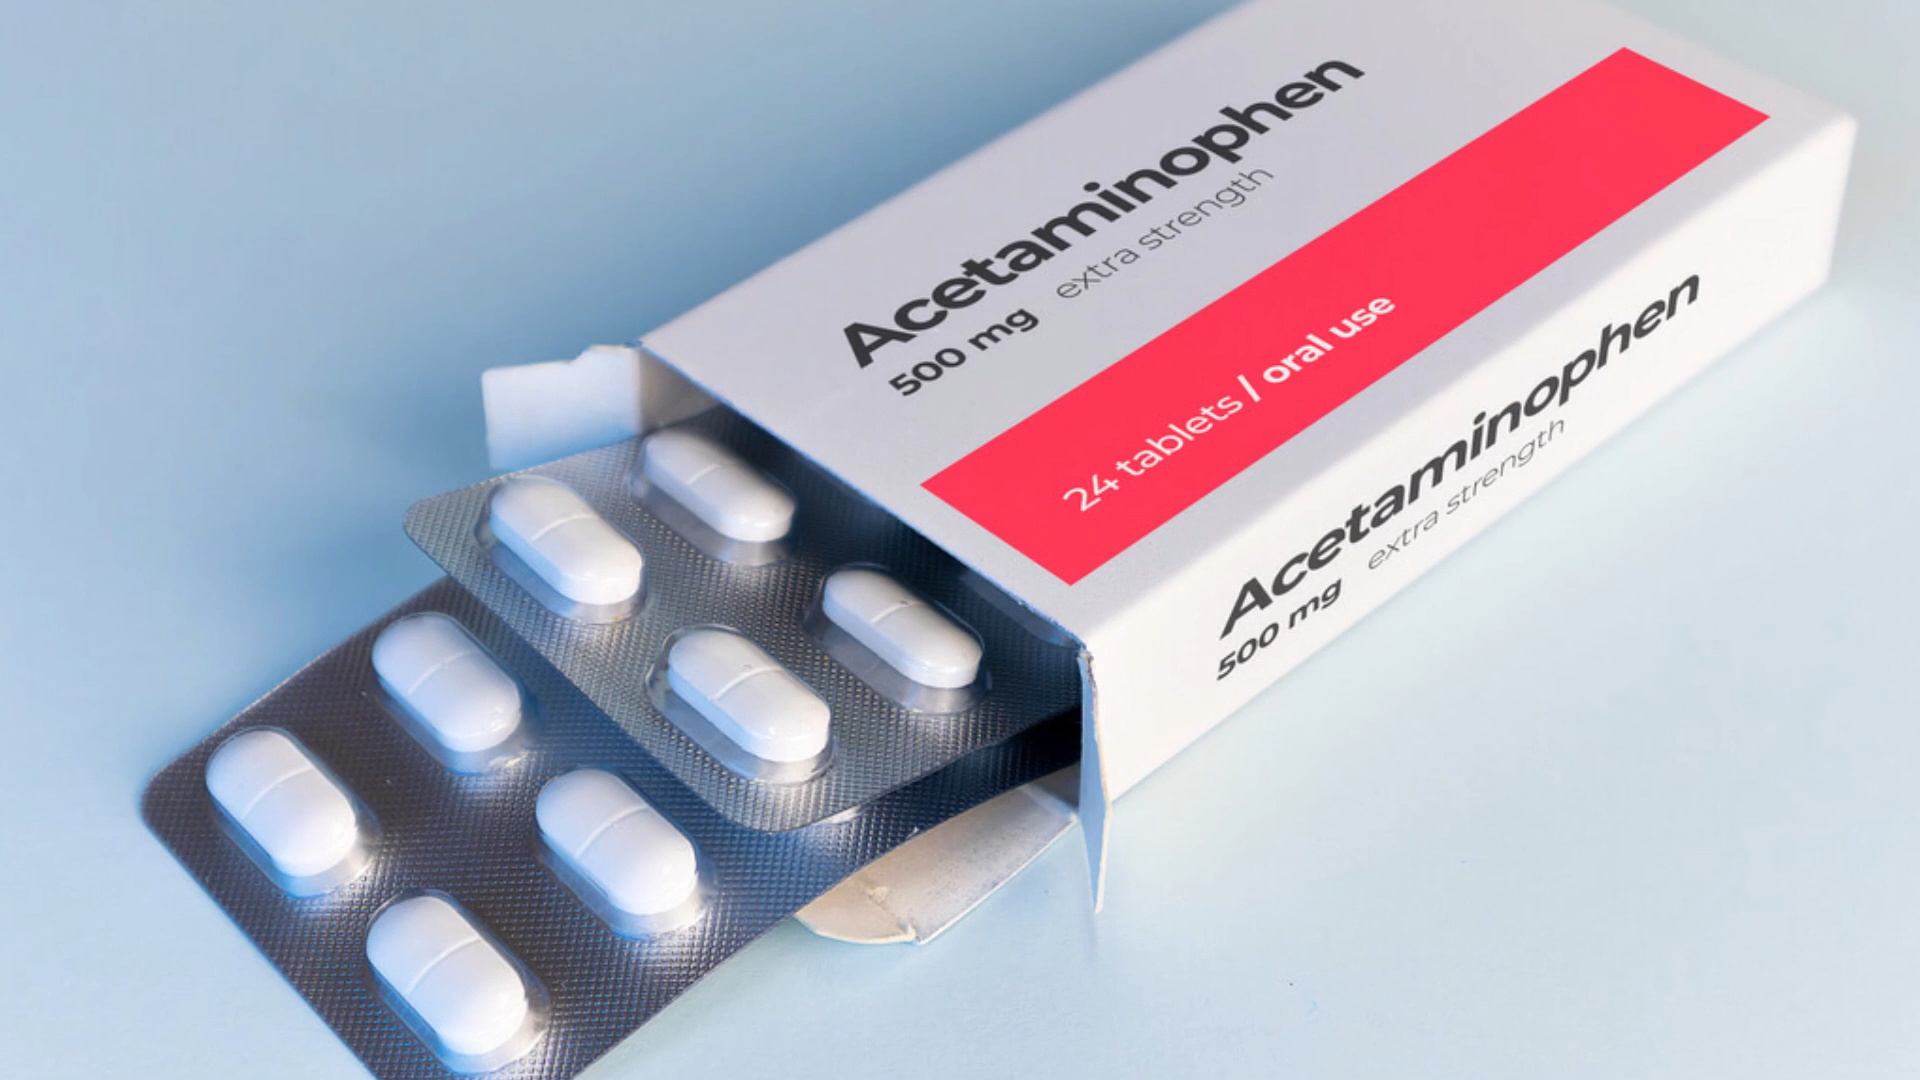 Acetaminophen
500 mg extra strength
24 tablets / oral use
Acetaminophen
500 mg extra strength